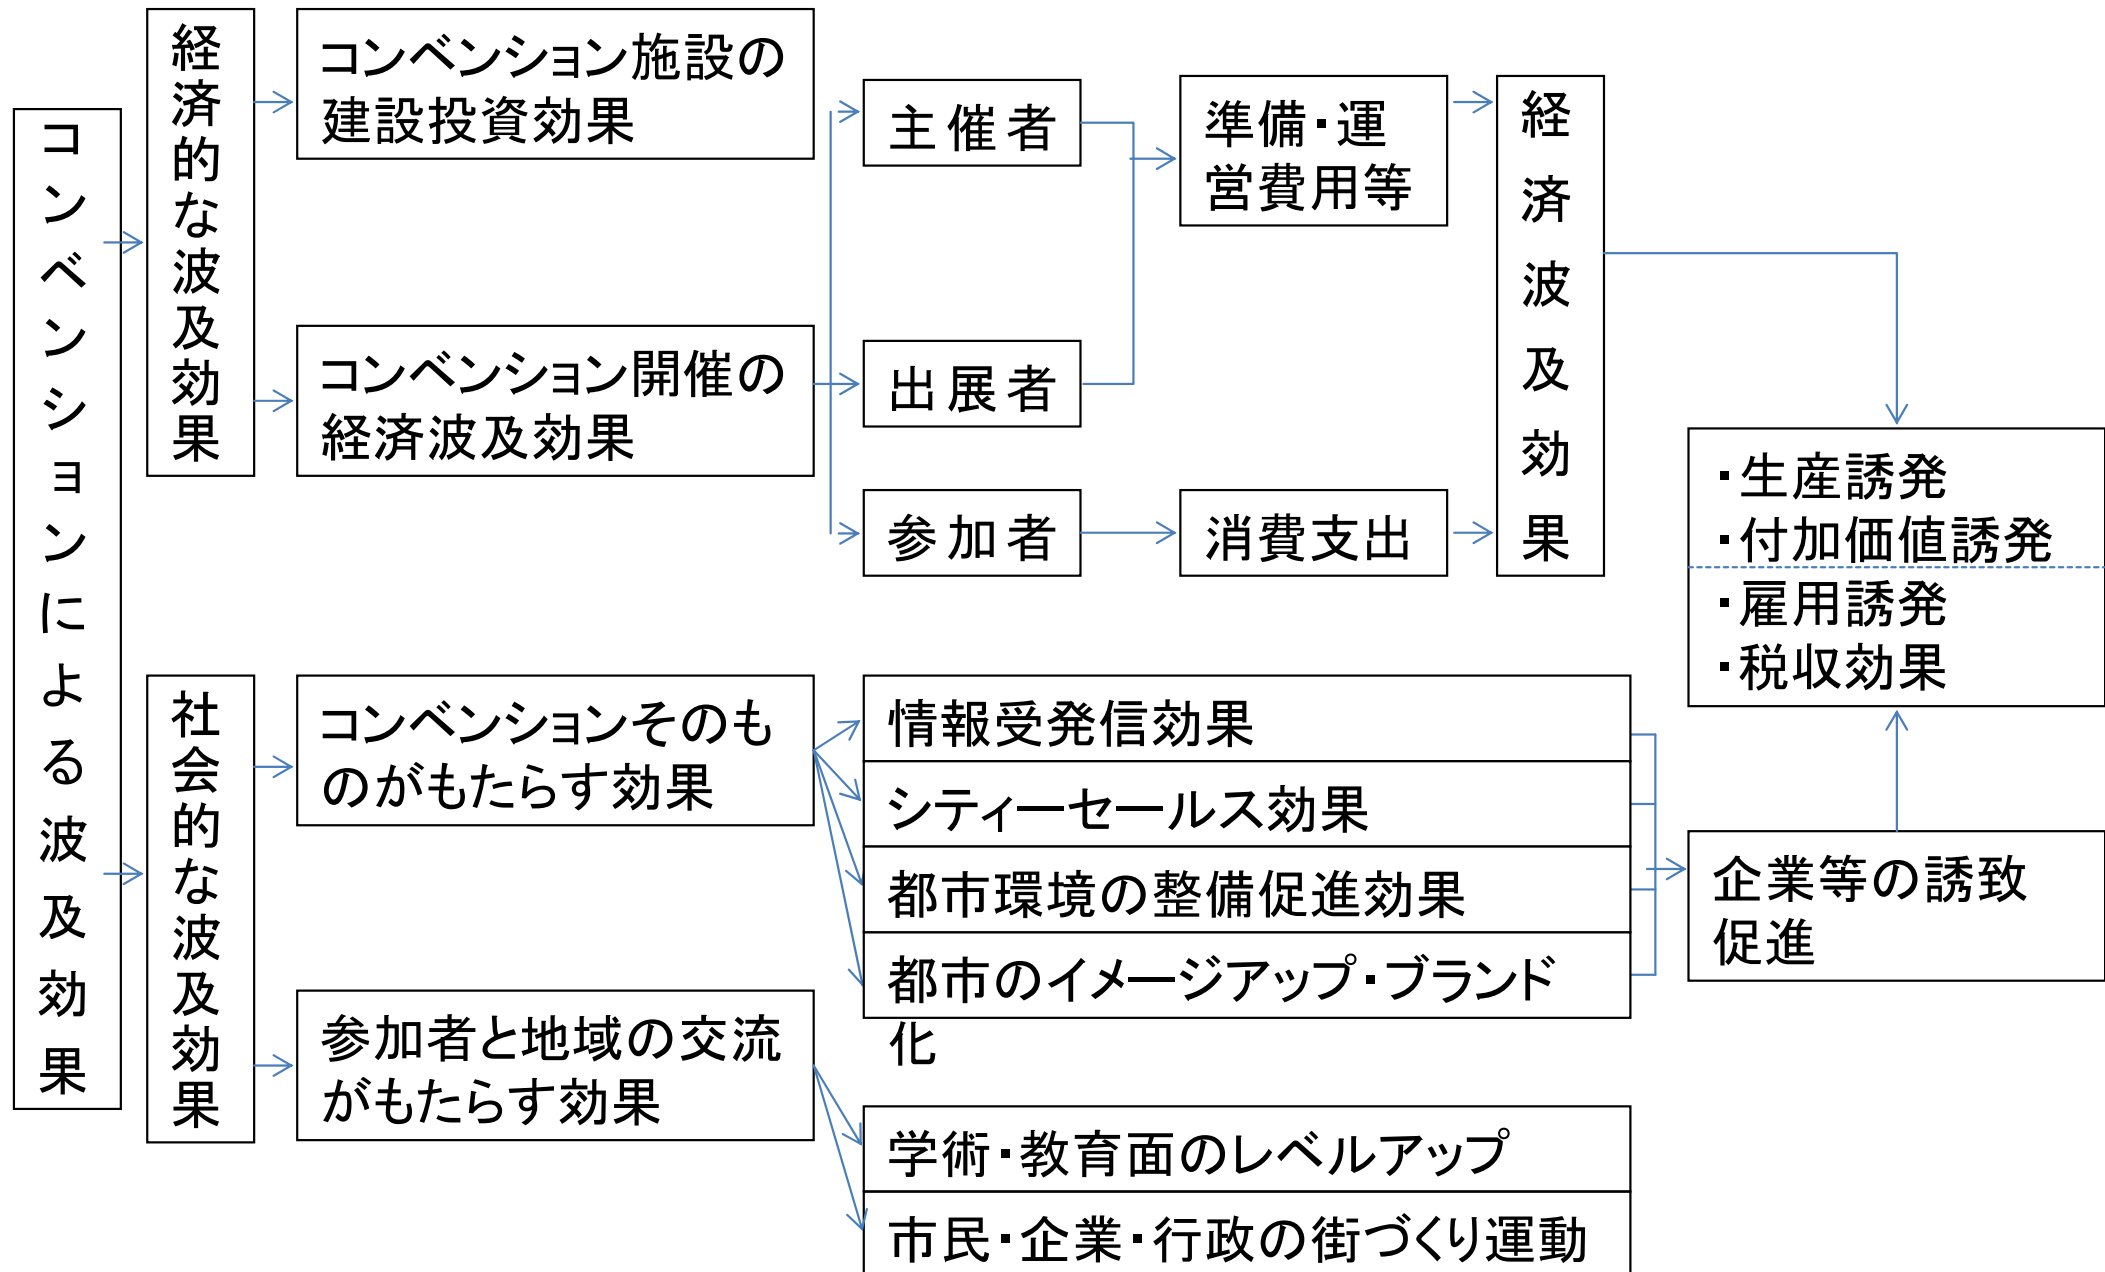 コンベンションによる波及効果
経済的な波及効果
コンベンション施設の
建設投資効果
コンベンション開催の
経済波及効果
主催者
出展者
参加者
準備・運
営費用等
消費支出
経済波及効果
・生産誘発
・付加価値誘発
・雇用誘発
・税収効果
社会的な波及効果
コンベンションそのも
のがもたらす効果
参加者と地域の交流
がもたらす効果
情報受発信効果
シティーセールス効果
都市環境の整備促進効果
都市のイメージアップ・ブランド
化
学術・教育面のレベルアップ
市民・企業・行政の街づくり運動
企業等の誘致
促進